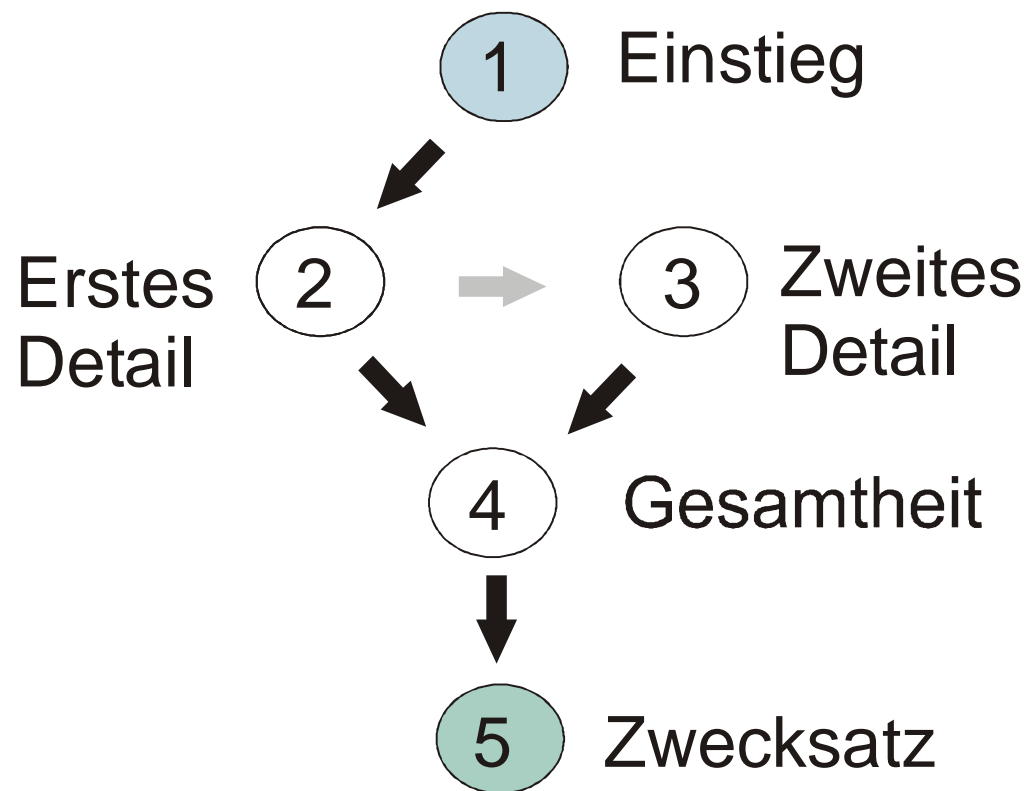 1 Einstieg
Erstes
Detail
2
3
Zweites
Detail
4 Gesamtheit
5 Zwecksatz